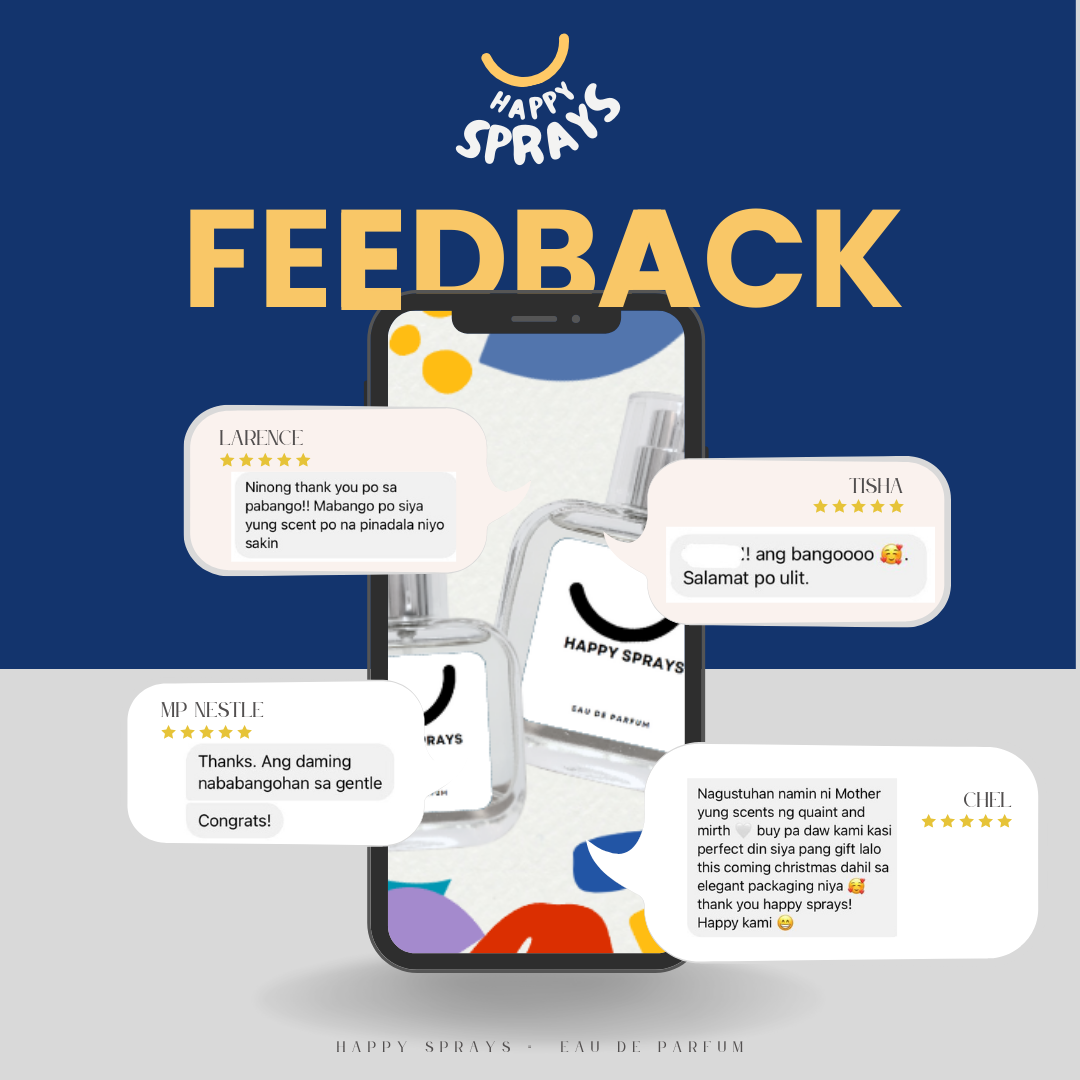 HAPPY
SPRAYS
FEEDBACK
LARENCE
Ninong thank you po sa
pabango!! Mabango po siya
yung scent po na pinadala niyo
sakin
TISHA
!! ang bangoooo 🥰.
Salamat po ulit.
HAPPY SPRAYS
EAU DE PARFUM
MP NESTLE
Thanks. Ang daming
nababangohan sa gentle
Congrats!
RAYS
UM
CHEL
Nagustuhan namin ni Mother
yung scents ng quaint and
mirth 🤍 buy pa daw kami kasi
perfect din siya pang gift lalo
this coming christmas dahil sa
elegant packaging niya 🥰
thank you happy sprays!
Happy kami 😁
HAPPY SPRAYS • EAU DE PARFUM